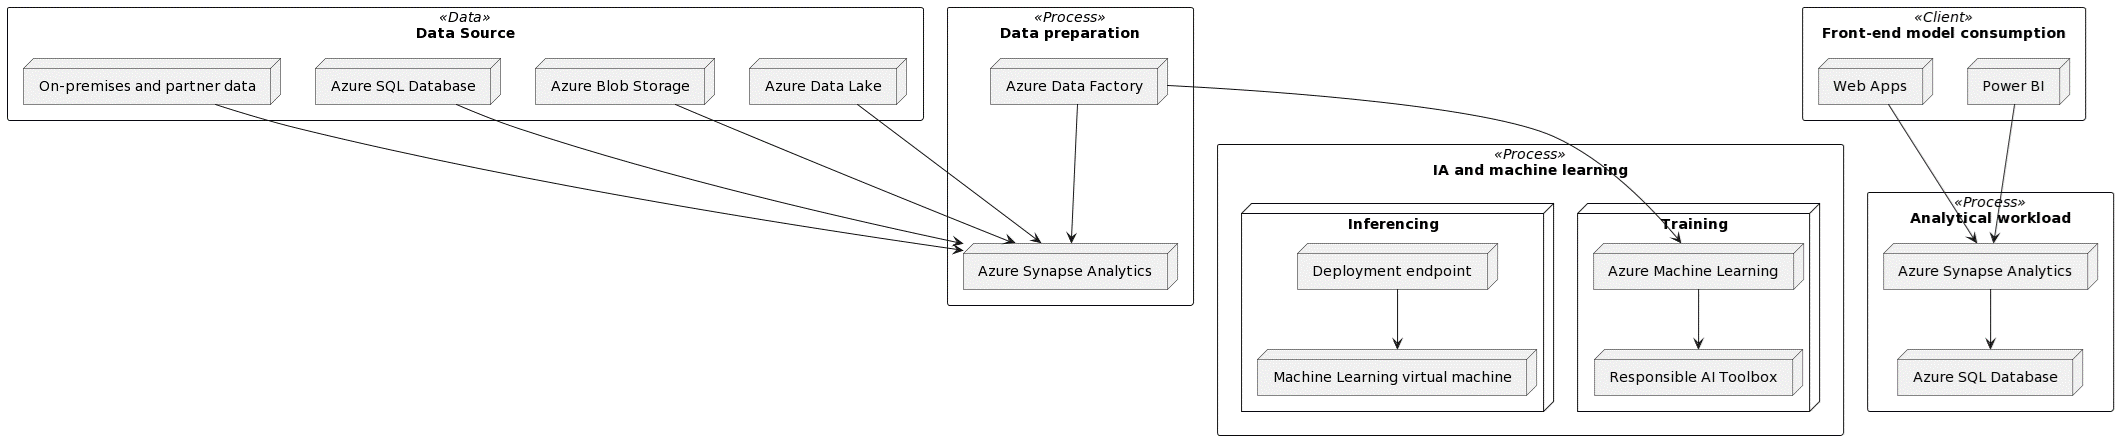 «Data»
Data Source
On-premises and partner data
Azure SQL Database
Azure Blob Storage
Azure Data Lake
«Process»
Data preparation
Azure Data Factory
Azure Synapse Analytics
«Process»
IA and machine learning
Inferencing
Deployment endpoint
Machine Learning virtual machine
Training
Azure Machine Learning
Responsible AI Toolbox
«Client»
Front-end model consumption
Web Apps
Power BI
«Process»
Analytical workload
Azure Synapse Analytics
Azure SQL Database